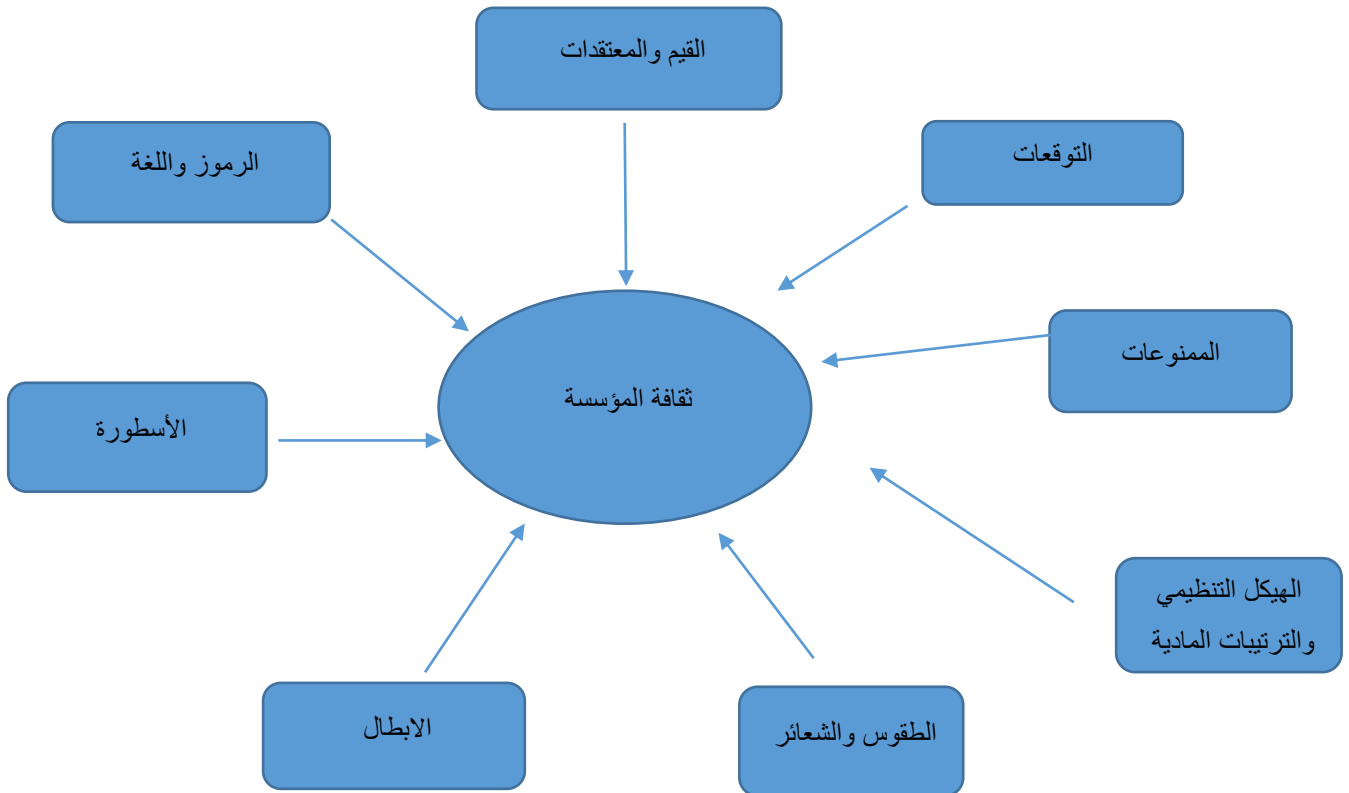 القيم والمعتقدات
التوقعات
الرموز واللغة
الممنوعات
ثقافة المؤسسة
الأسطورة
الهيكل التنظيمي
والترتيبات المادية
الابطال
الطقوس والشعائر